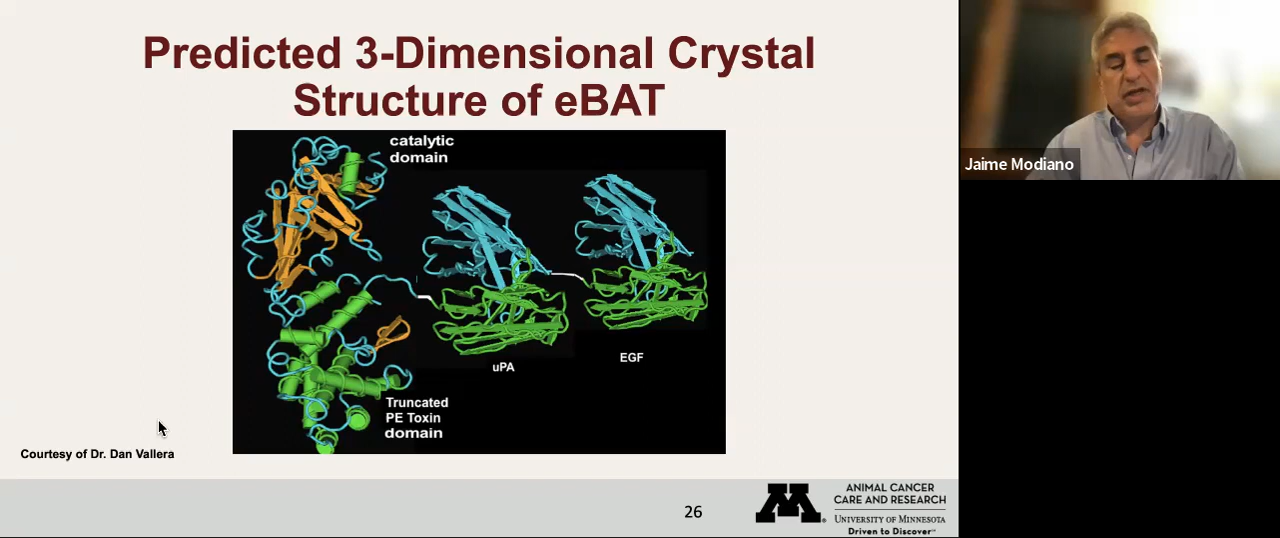 Predicted 3-Dimensional Crystal
Structure of eBAT
catalytic
domain
uPA
EGF
Truncated
PE Toxin
domain
Courtesy of Dr. Dan Vallera
26
ANIMAL CANCER
CARE AND RESEARCH
UNIVERSITY OF MINNESOTA
Driven to Discover℠
Jaime Modiano